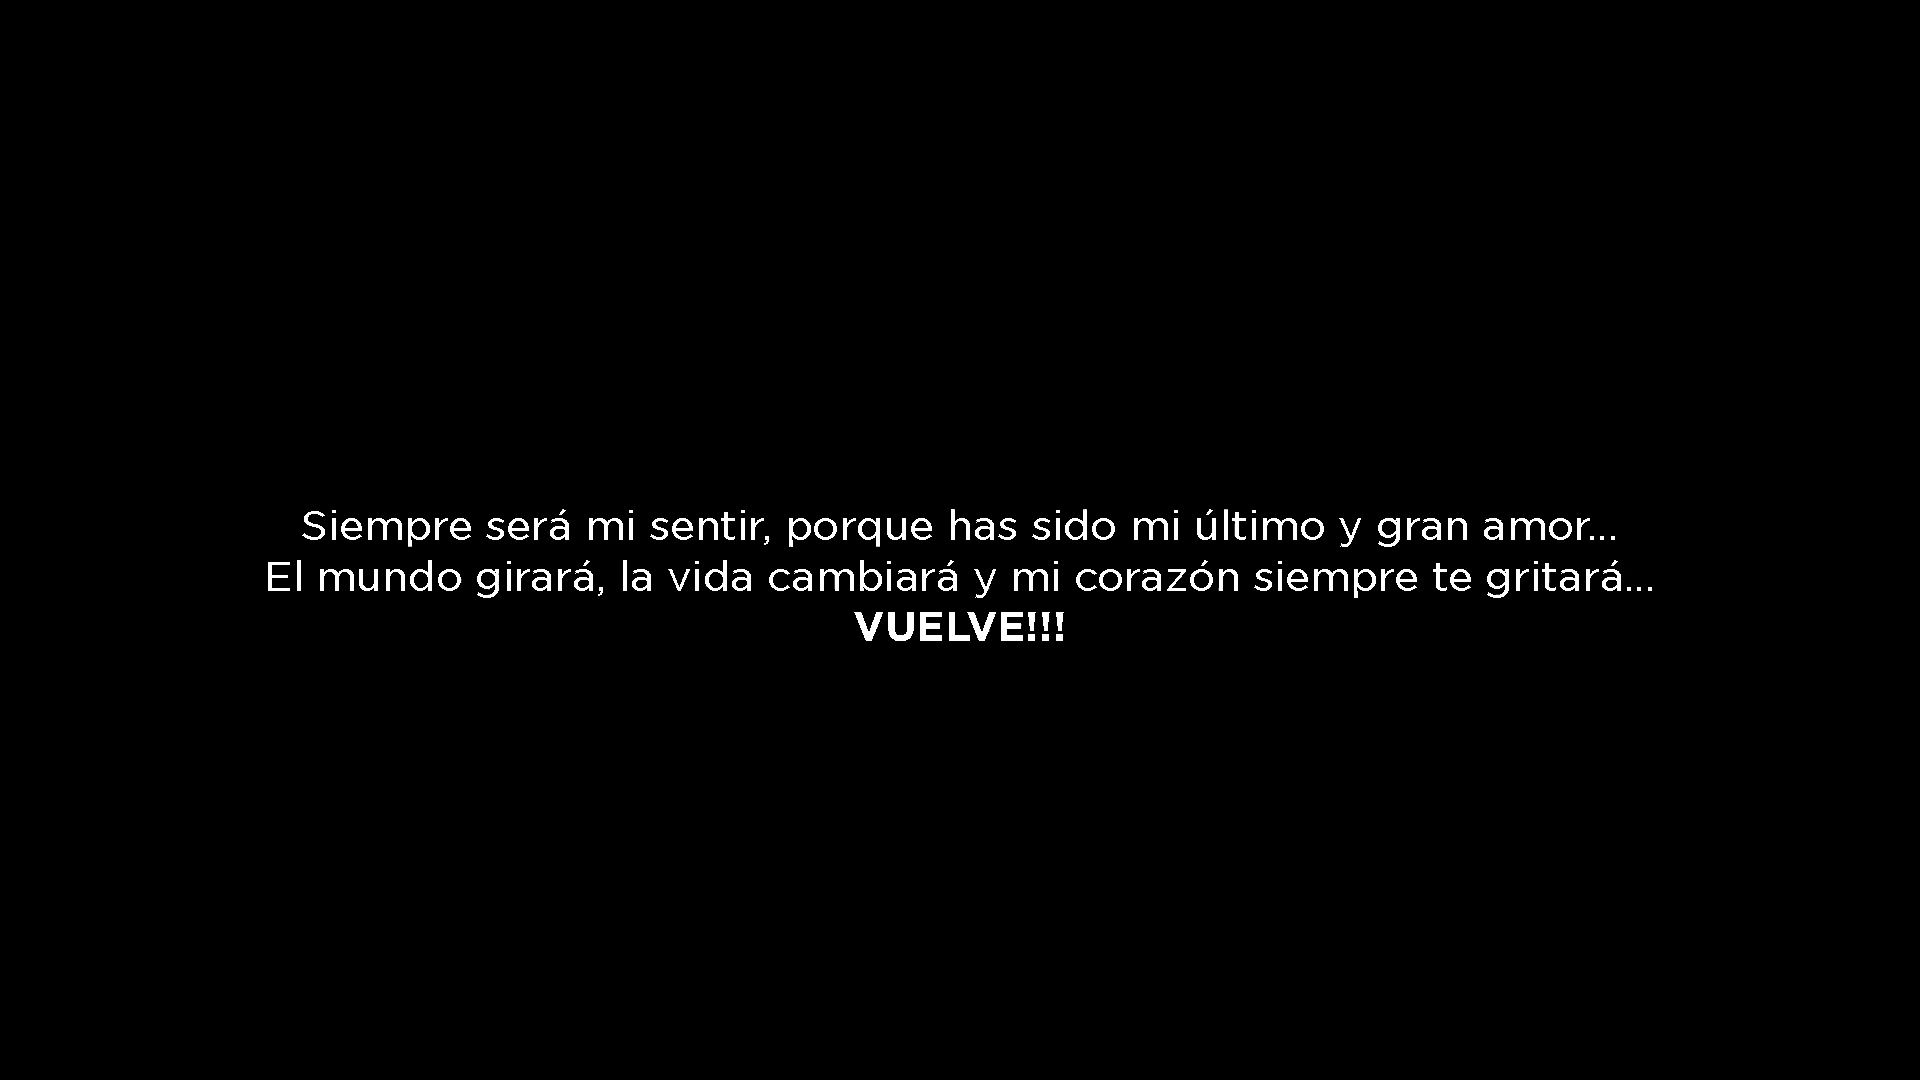 Siempre será mi sentir, porque has sido mi último y gran amor...
El mundo girará, la vida cambiará y mi corazón siempre te gritará...
VUELVE!!!